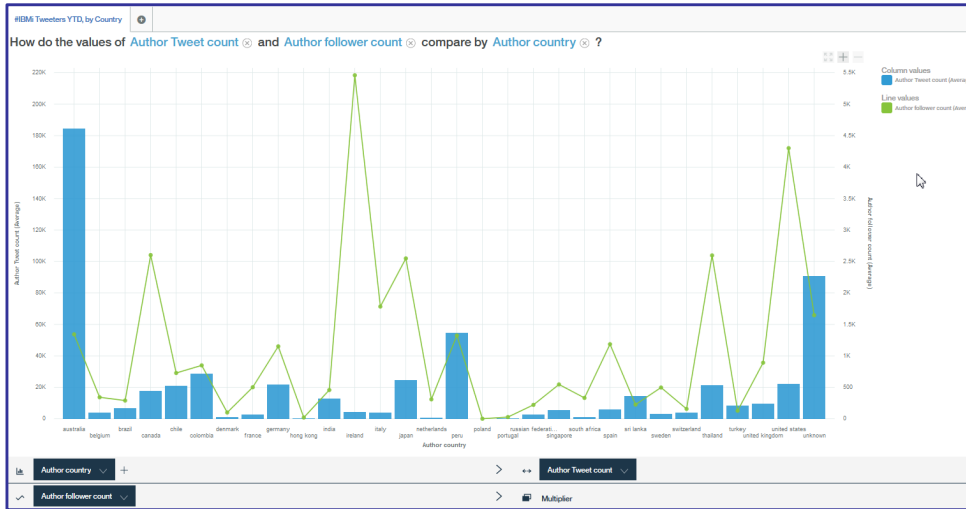 #IBMi Tweeters YTD, by Country
How do the values of Author Tweet count and Author follower count compare by Author country ?
Column values
Author Tweet count (Avera
Line values
Author follower count (Aver
220K
200K
180K
160K
140K
120K
100K
80K
60K
40K
20K
0
Author Tweet count (Average)
5.5K
5K
4.5K
4K
3.5K
3K
2.5K
2K
1.5K
1K
500
0
Author follower count (Average)
australia brazil chile denmark germany india italy netherlands poland russian federati... south africa sri lanka switzerland turkey united states
belgium canada colombia france hong kong ireland japan peru portugal singapore spain sweden thailand united kingdom unknown
Author country
Author country
Author Tweet count
Author follower count
Multiplier